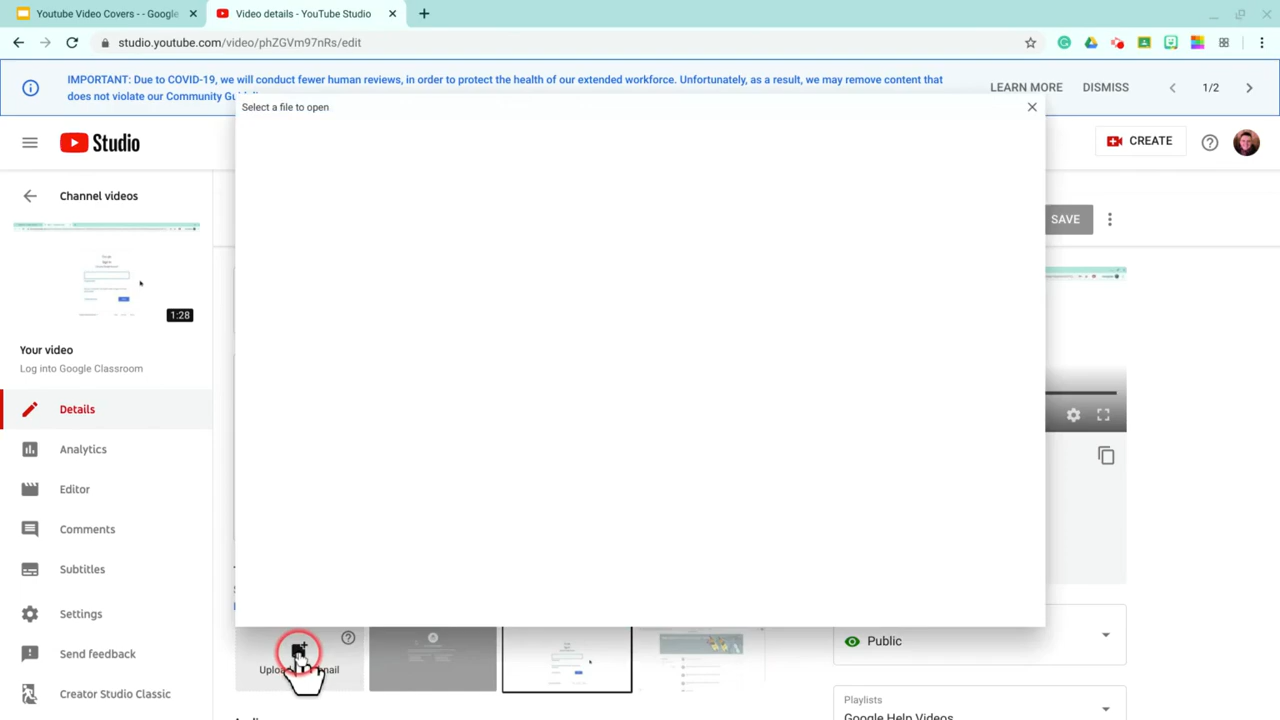 Youtube Video Covers - - Google
Video details - YouTube Studio
studio.youtube.com/video/phZGVm97nRs/edit
IMPORTANT: Due to COVID-19, we will conduct fewer human reviews, in order to protect the health of our extended workforce. Unfortunately, as a result, we may remove content that
does not violate our Community
LEARN MORE
DISMISS
1/2
Select a file to open
Studio
CREATE
Channel videos
SAVE
1:28
Your video
Log into Google Classroom
Details
Analytics
Editor
Comments
Subtitles
Settings
Send feedback
Creator Studio Classic
Public
Playlists
Google Help Videos